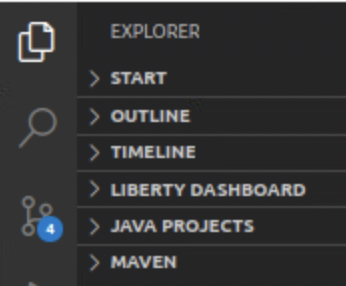 EXPLORER
START
OUTLINE
TIMELINE
LIBERTY DASHBOARD
4
JAVA PROJECTS
MAVEN